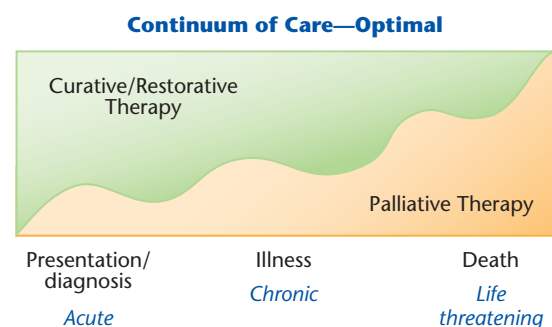 Continuum of Care—Optimal
Curative/Restorative
Therapy
Palliative Therapy
Presentation/
diagnosis
Acute
Illness
Chronic
Death
Life
threatening